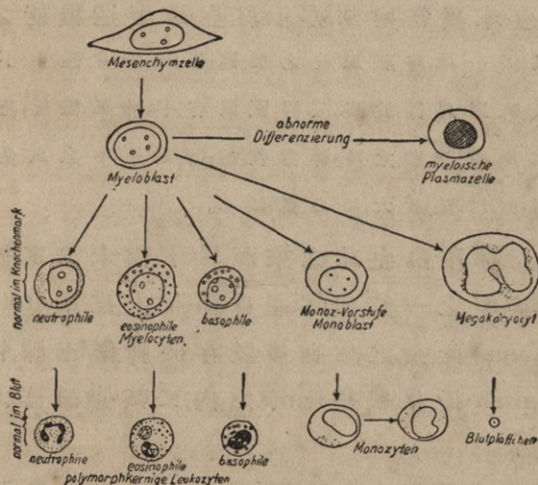 Mesenchymzelle
abnorme
Differenzierung
Myeloblast
myeloische
Plasmazelle
normal im Knochenmark
neutrophile
eosinophile
basophile
Myelocyten
Monoz-Vorstufe
Monoblast
Megakaryocyt
normal im Blut
neutrophile
eosinophile
basophile
polymorphkernige Leukozyten
Monozyten
Blutplättchen